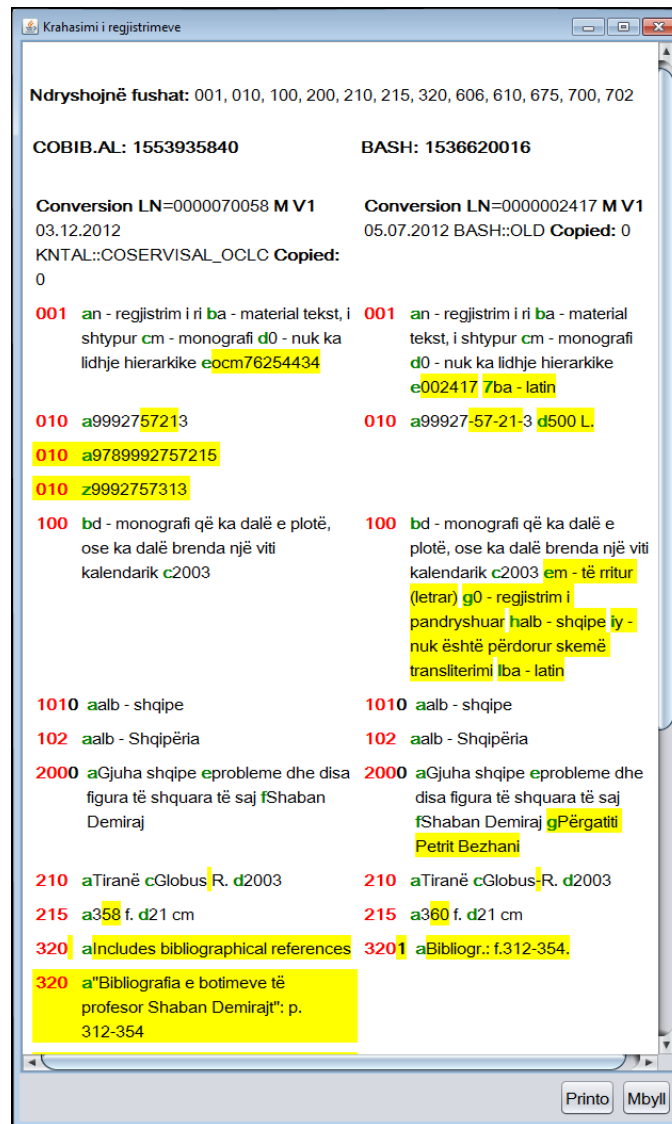 Krahasimi i regjistrimeve
Ndryshojnë fushat: 001, 010, 100, 200, 210, 215, 320, 606, 610, 675, 700, 702
COBIB.AL: 1553935840
BASH: 1536620016
Conversion LN=0000070058 M V1
03.12.2012
KNTAL::COSERVISAL_OCLC Copied:
0
Conversion LN=0000002417 M V1
05.07.2012 BASH::OLD Copied: 0
001 an - regjistrim i ri ba - material tekst, i
shtypur cm - monografi d0 - nuk ka
lidhje hierarkike eocm76254434
001 an - regjistrim i ri ba - material
tekst, i shtypur cm - monografi
d0 - nuk ka lidhje hierarkike
e002417 7ba - latin
010 a9992757213
010 a99927-57-21-3 d500 L.
010 a9789992757215
010 z9992757313
100 bd - monografi që ka dalë e plotë,
ose ka dalë brenda një viti
kalendarik c2003
100 bd - monografi që ka dalë e
plotë, ose ka dalë brenda një viti
kalendarik c2003 em - të rritur
(letrar) g0 - regjistrim i
pandryshuar halb - shqipe iy -
nuk është përdorur skemë
transliterimi lba - latin
1010 aalb - shqipe
1010 aalb - shqipe
102 aalb - Shqipëria
102 aalb - Shqipëria
2000 aGjuha shqipe eprobleme dhe disa
figura të shquara të saj fShaban
Demiraj
2000 aGjuha shqipe eprobleme dhe
disa figura të shquara të saj
fShaban Demiraj gPërgatiti
Petrit Bezhani
210 aTiranë cGlobus R. d2003
210 aTiranë cGlobus-R. d2003
215 a358 f. d21 cm
215 a360 f. d21 cm
320 aIncludes bibliographical references
3201 aBibliogr.: f.312-354.
320 a"Bibliografia e botimeve të
profesor Shaban Demirajt": p.
312-354
Printo
Mbyll